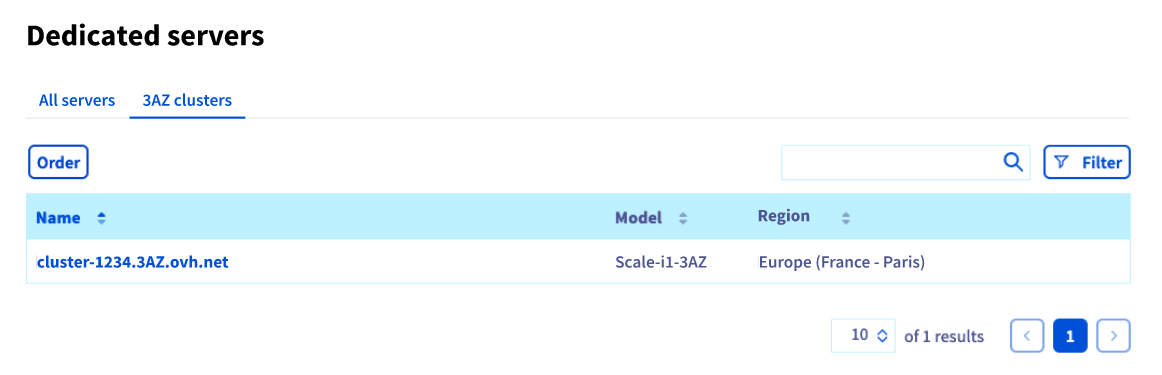 Dedicated servers
All servers 3AZ clusters
Order Filter
Name Model Region
cluster-1234.3AZ.ovh.net Scale-i1-3AZ Europe (France - Paris)
10 of 1 results 1